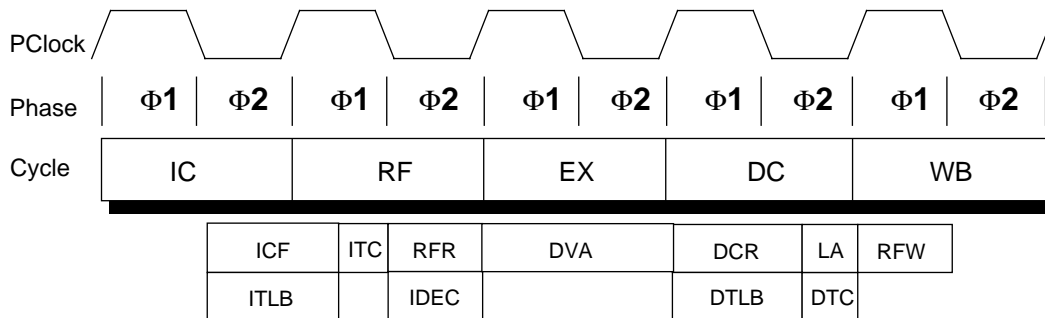 PClock
Phase Φ1 Φ2 Φ1 Φ2 Φ1 Φ2 Φ1 Φ2 Φ1 Φ2
Cycle IC RF EX DC WB
ICF ITC RFR DVA DCR LA RFW
ITLB IDEC DTLB DTC